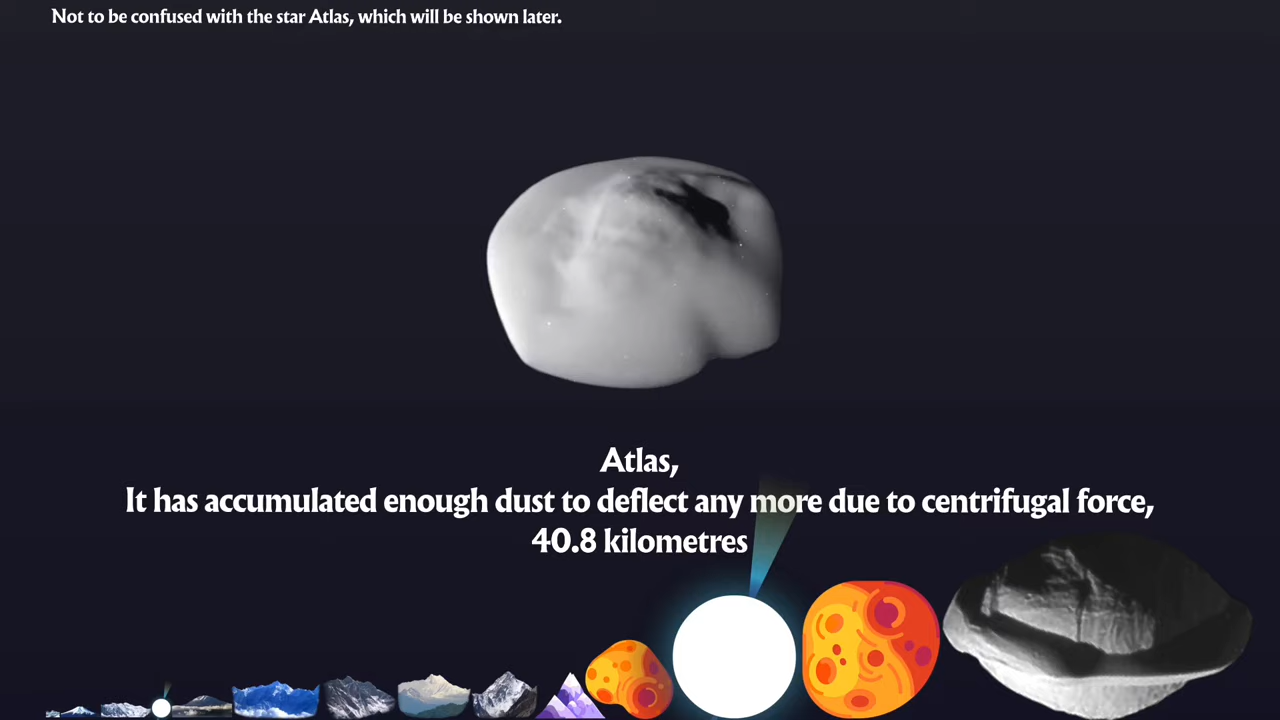 Not to be confused with the star Atlas, which will be shown later.
Atlas,
It has accumulated enough dust to deflect any more due to centrifugal force,
40.8 kilometres